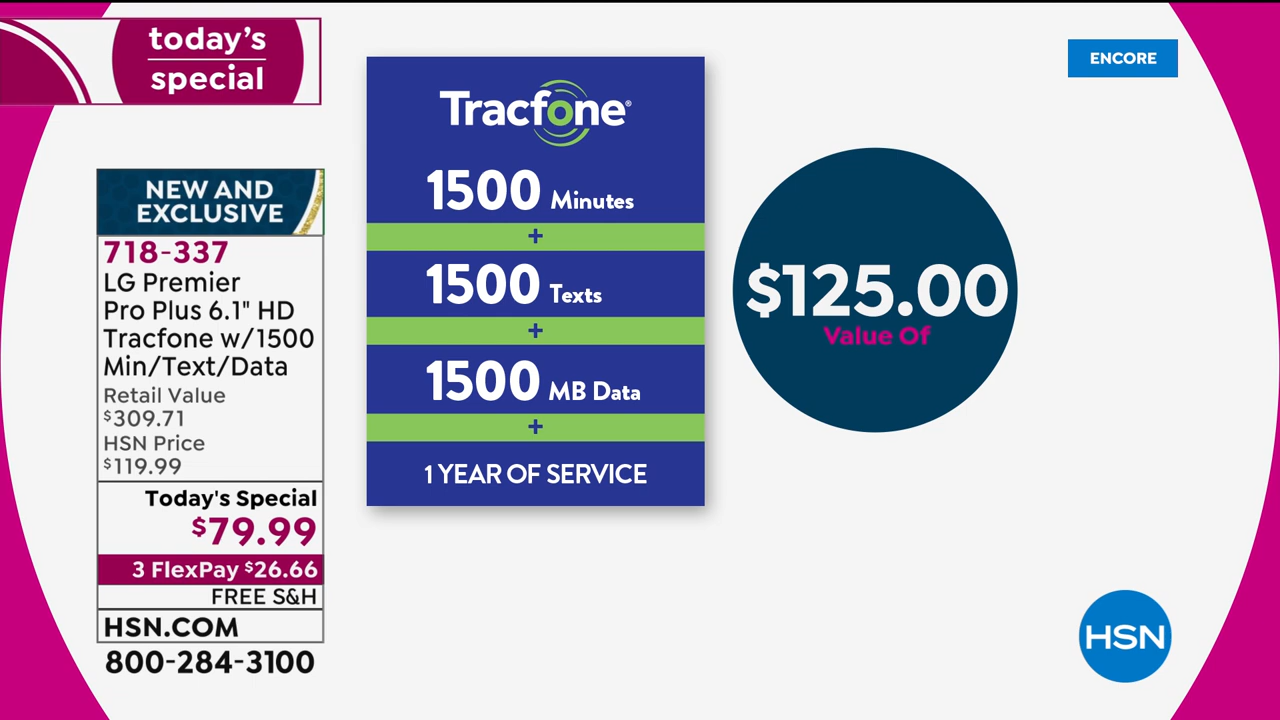 today's
special
ENCORE
NEW AND
EXCLUSIVE
718-337
LG Premier
Pro Plus 6.1" HD
Tracfone w/1500
Min/Text/Data
Retail Value
$309.71
HSN Price
$119.99
Today's Special
$79.99
3 FlexPay $26.66
FREE S&H
HSN.COM
800-284-3100
Tracfone®
1500 Minutes
+
1500 Texts
+
1500 MB Data
+
1 YEAR OF SERVICE
$125.00
Value Of
HSN